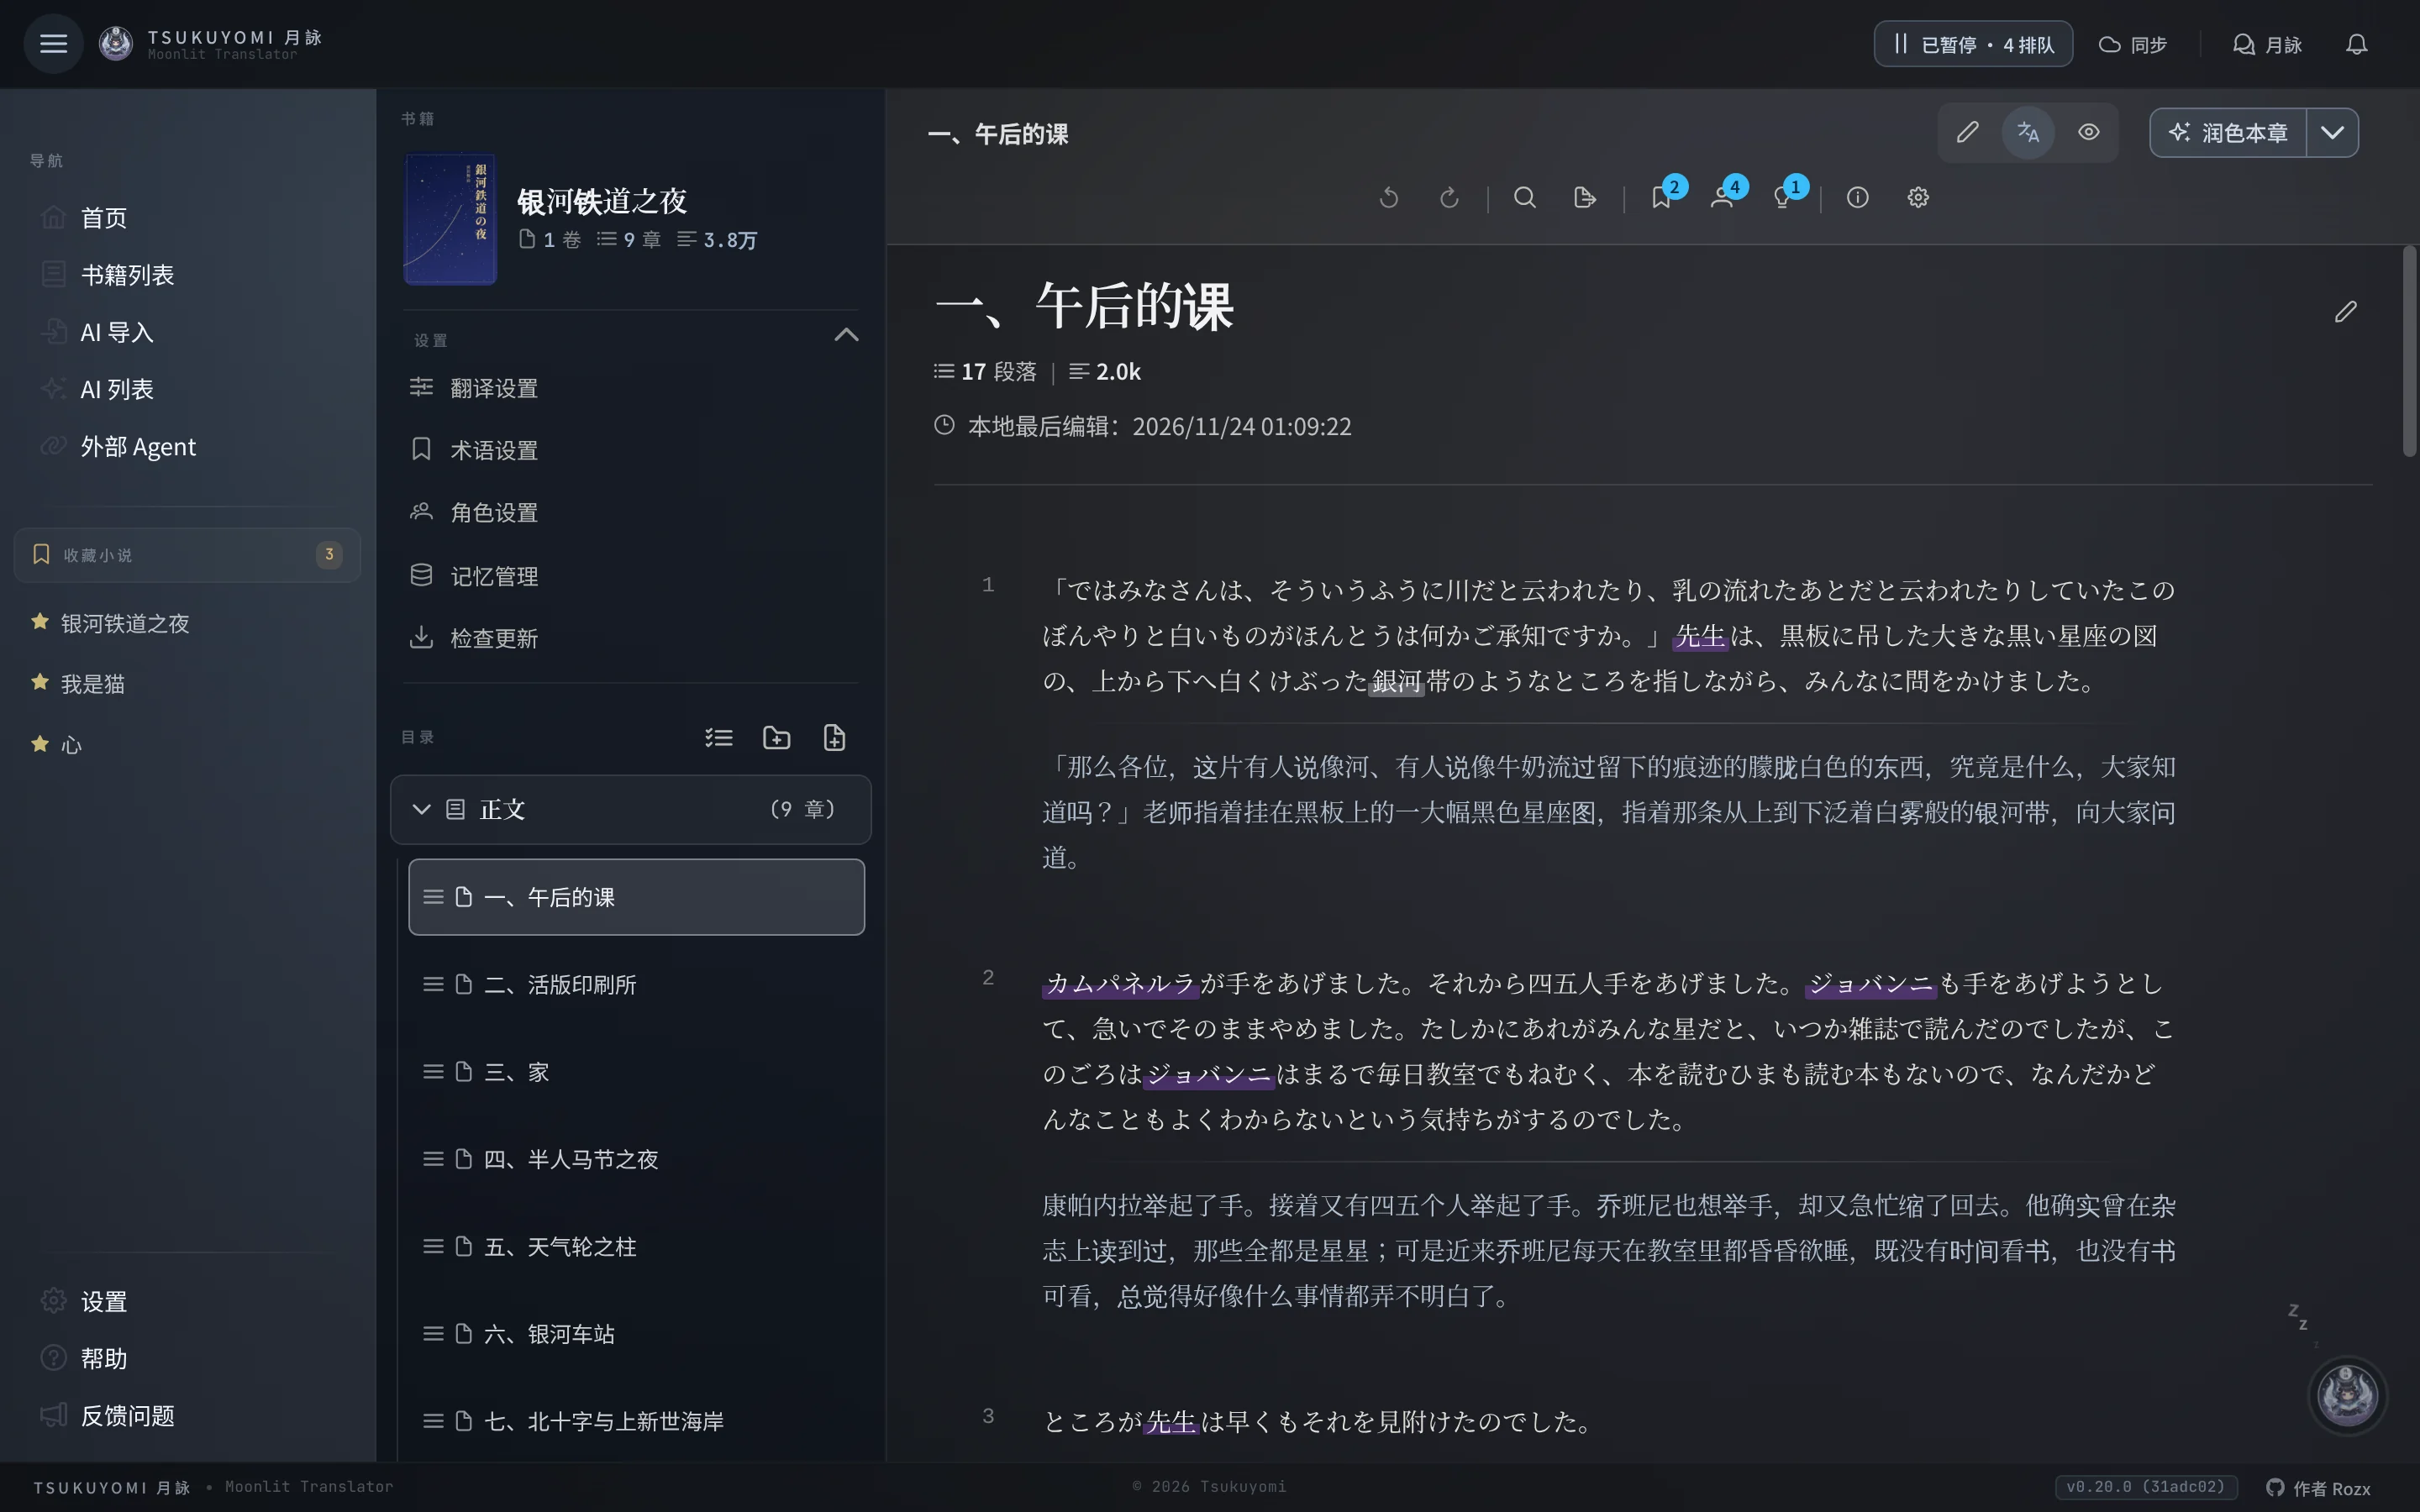 TSUKUYOMI 月詠
Moonlit Translator
已暂停 • 4 排队
同步
月詠
导航
首页
书籍列表
AI 导入
AI 列表
外部 Agent
收藏小说
3
银河铁道之夜
我是猫
心
设置
帮助
反馈问题
书籍
銀河鉄道の夜
银河铁道之夜
1 卷 9 章 3.8万
设置
翻译设置
术语设置
角色设置
记忆管理
检查更新
目录
正文 (9 章)
一、午后的课
二、活版印刷所
三、家
四、半人马节之夜
五、天气轮之柱
六、银河车站
七、北十字与上新世海岸
一、午后的课
润色本章
2
4
1
一、午后的课
17 段落 | 2.0k
本地最后编辑：2026/11/24 01:09:22
1
「ではみなさんは、そういうふうに川だと云われたり、乳の流れたあとだと云われたりしていたこの
ぼんやりと白いものがほんとうは何かご承知ですか。」先生は、黒板に吊した大きな黒い星座の図
の、上から下へ白くけぶった銀河帯のようなところを指しながら、みんなに問をかけました。
「那么各位，这片有人说像河、有人说像牛奶流过留下的痕迹的朦胧白色的东西，究竟是什么，大家知
道吗？」老师指着挂在黑板上的一大幅黑色星座图，指着那条从上到下泛着白雾般的银河带，向大家问
道。
2
カムパネルラが手をあげました。それから四五人手をあげました。ジョバンニも手をあげようとし
て、急いでそのままやめました。たしかにあれがみんな星だと、いつか雑誌で読んだのでしたが、こ
のごろはジョバンニはまるで毎日教室でもねむく、本を読むひまも読む本もないので、なんだかど
んなこともよくわからないという気持ちがするのでした。
康帕内拉举起了手。接着又有四五个人举起了手。乔班尼也想举手，却又急忙缩了回去。他确实曾在杂
志上读到过，那些全都是星星；可是近来乔班尼每天在教室里都昏昏欲睡，既没有时间看书，也没有书
可看，总觉得好像什么事情都弄不明白了。
3
ところが先生は早くもそれを見附けたのでした。
z
z
z
TSUKUYOMI 月詠 • Moonlit Translator
© 2026 Tsukuyomi
v0.20.0 (31adc02)
作者 Rozx